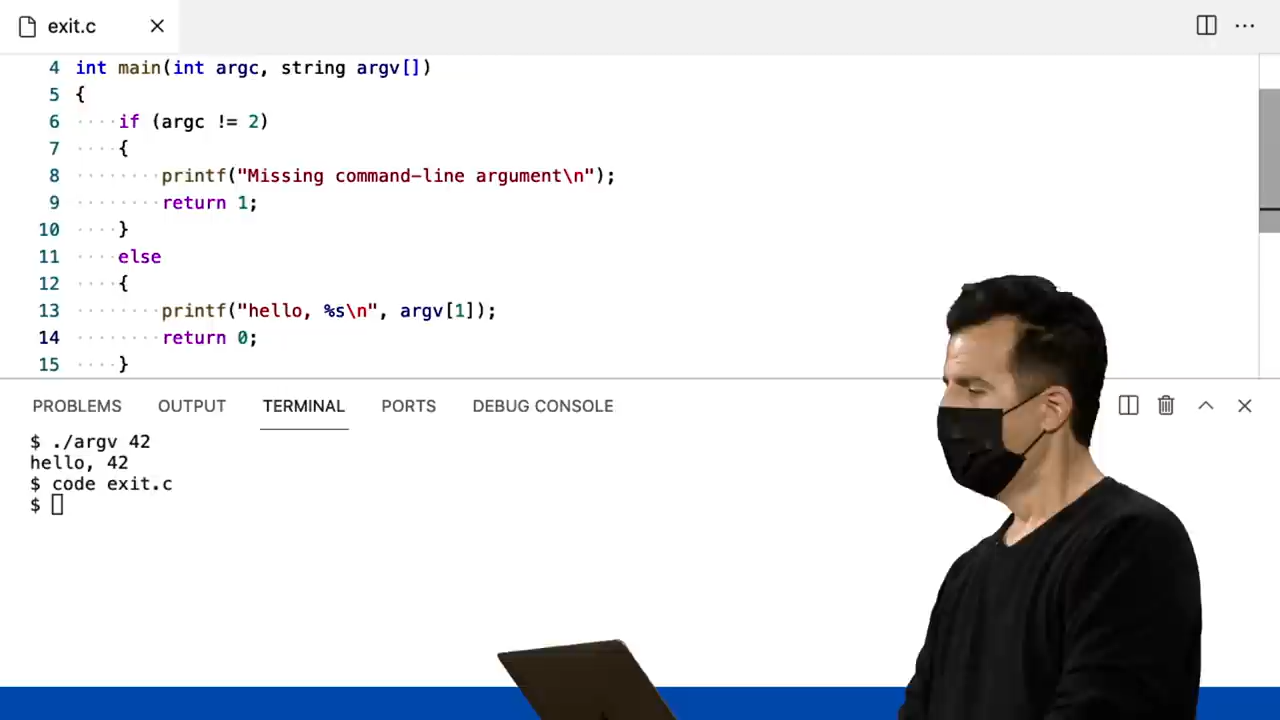 exit.c
4 int main(int argc, string argv[])
5 {
6 if (argc != 2)
7 {
8 printf("Missing command-line argument\n");
9 return 1;
10 }
11 else
12 {
13 printf("hello, %s\n", argv[1]);
14 return 0;
15 }
PROBLEMS OUTPUT TERMINAL PORTS DEBUG CONSOLE
$ ./argv 42
hello, 42
$ code exit.c
$